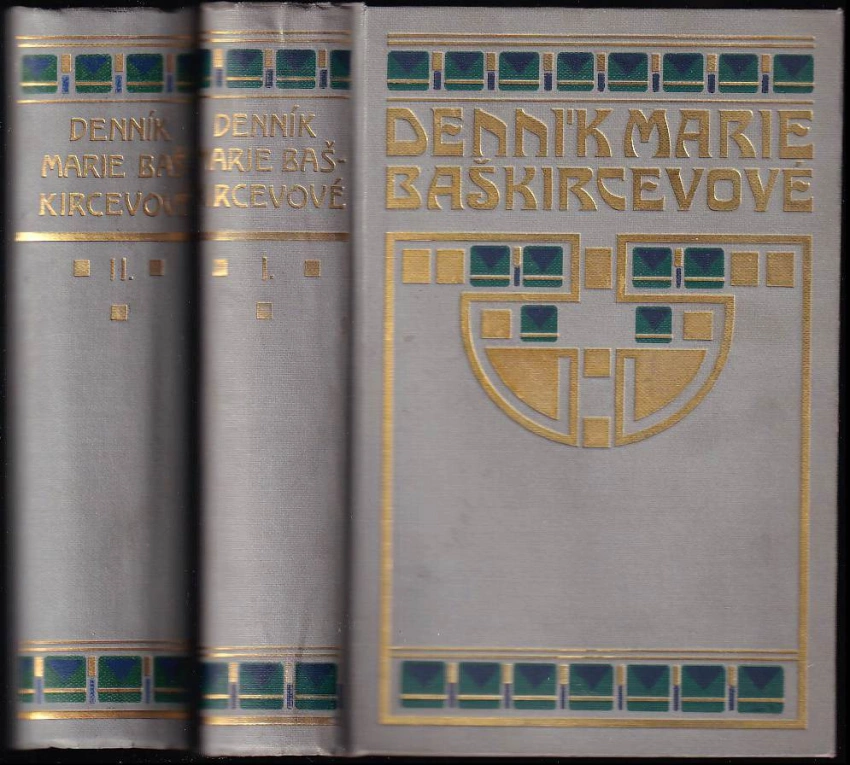 DENNÍK
MARIE BAŠ
KIRCEVOVÉ
II.
DENNÍK
MARIE BAŠ-
KIRCEVOVÉ
I.
DENNÍK MARIE
BAŠKIRCEVOVÉ